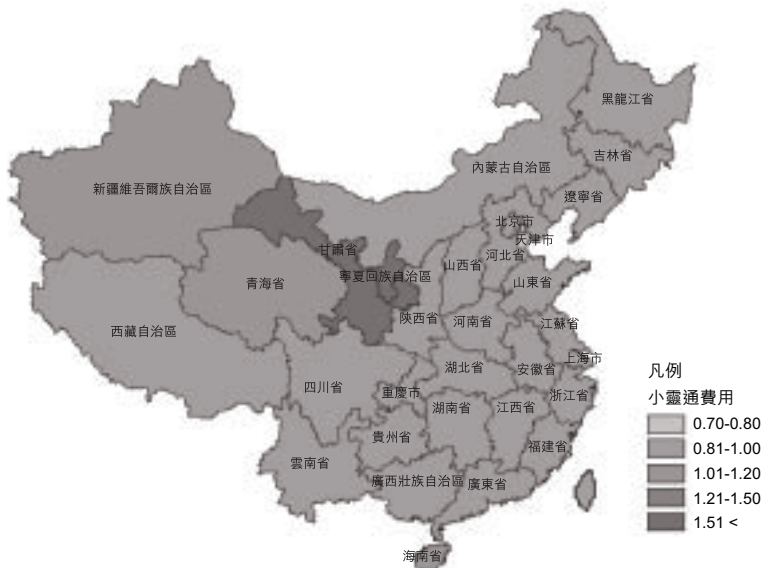 黑龍江省
吉林省
內蒙古自治區
遼寧省
新疆維吾爾族自治區
北京市
天津市
甘肅省
河北省
山西省
寧夏回族自治區
青海省
山東省
陝西省
河南省
江蘇省
西藏自治區
上海市
湖北省
安徽省
四川省
重慶市
浙江省
湖南省
江西省
貴州省
福建省
雲南省
廣西壯族自治區
廣東省
海南省
凡例
小靈通費用
0.70-0.80
0.81-1.00
1.01-1.20
1.21-1.50
1.51 <